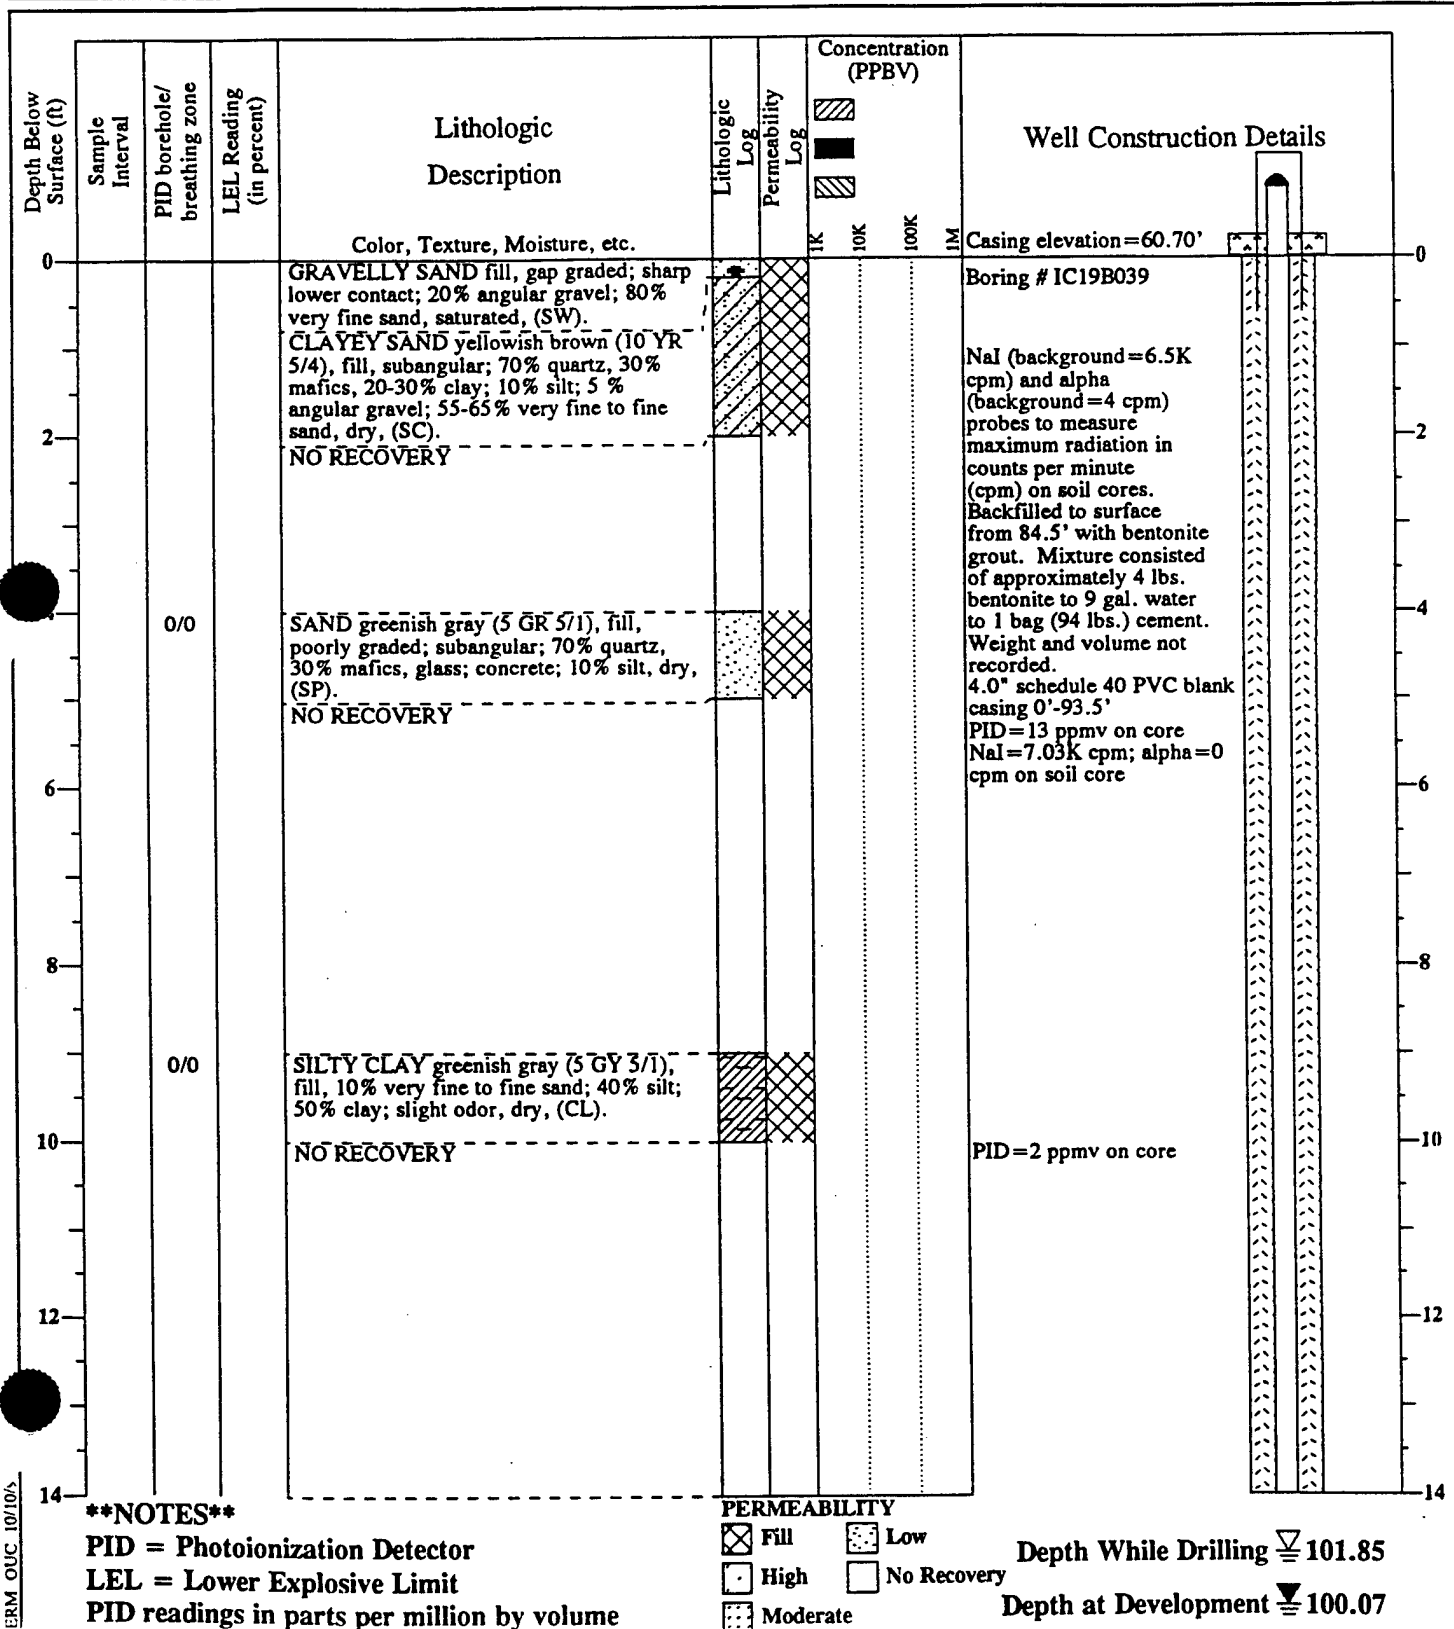 Depth Below
Surface (ft)
Sample
Interval
PID borehole/
breathing zone
LEL Reading
(in percent)
Lithologic
Description
Color, Texture, Moisture, etc.
Lithologic
Log
Permeability
Log
Concentration
(PPBV)
1K
10K
100K
1M
Well Construction Details
Casing elevation=60.70'
0
0
GRAVELLY SAND fill, gap graded; sharp
lower contact; 20% angular gravel; 80%
very fine sand, saturated, (SW).
CLAYEY SAND yellowish brown (10 YR
5/4), fill, subangular; 70% quartz, 30%
mafics, 20-30% clay; 10% silt; 5 %
angular gravel; 55-65% very fine to fine
sand, dry, (SC).
2
2
NO RECOVERY
Boring # IC19B039
NaI (background=6.5K
cpm) and alpha
(background=4 cpm)
probes to measure
maximum radiation in
counts per minute
(cpm) on soil cores.
Backfilled to surface
from 84.5' with bentonite
grout. Mixture consisted
of approximately 4 lbs.
bentonite to 9 gal. water
to 1 bag (94 lbs.) cement.
Weight and volume not
recorded.
4.0" schedule 40 PVC blank
casing 0'-93.5'
PID=13 ppmv on core
NaI=7.03K cpm; alpha=0
cpm on soil core
4
0/0
SAND greenish gray (5 GR 5/1), fill,
poorly graded; subangular; 70% quartz,
30% mafics, glass; concrete; 10% silt, dry,
(SP).
NO RECOVERY
6
6
8
8
0/0
SILTY CLAY greenish gray (5 GY 5/1),
fill, 10% very fine to fine sand; 40% silt;
50% clay; slight odor, dry, (CL).
10
10
NO RECOVERY
PID=2 ppmv on core
12
12
14
14
**NOTES**
PID = Photoionization Detector
LEL = Lower Explosive Limit
PID readings in parts per million by volume
PERMEABILITY
Fill
Low
High
No Recovery
Moderate
Depth While Drilling 101.85
Depth at Development 100.07
ERM OUC 10/10/